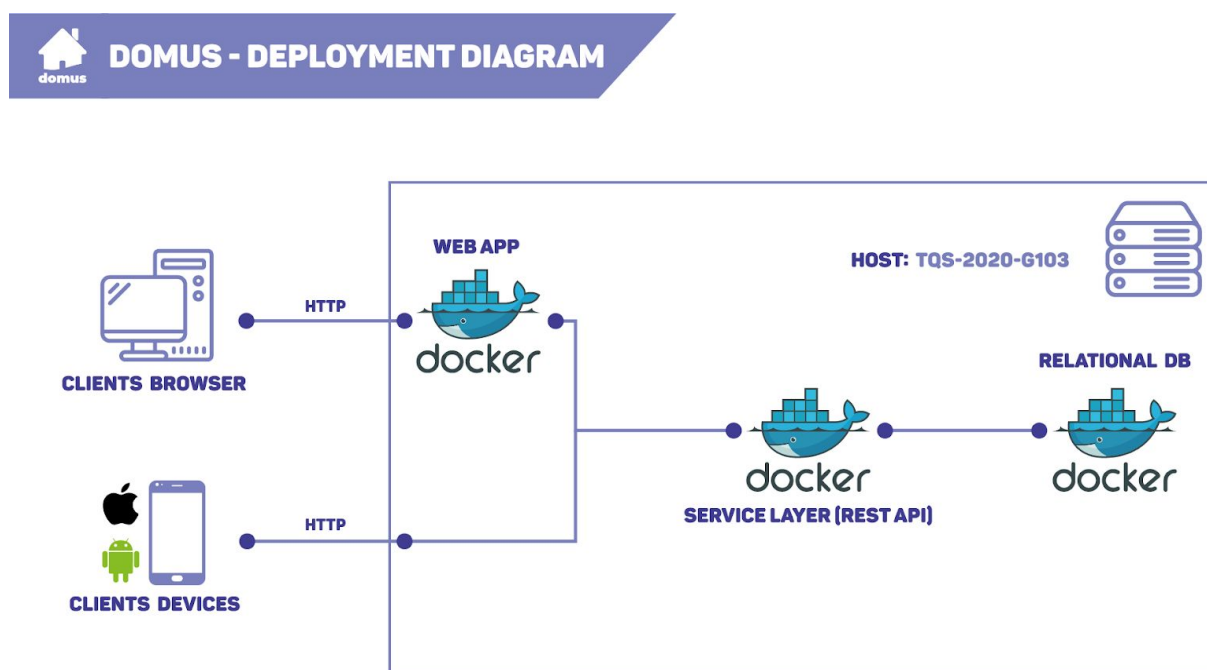 domus
DOMUS - DEPLOYMENT DIAGRAM
WEB APP
HOST: TQS-2020-G103
HTTP
docker
CLIENTS BROWSER
RELATIONAL DB
docker
docker
SERVICE LAYER (REST API)
HTTP
CLIENTS DEVICES